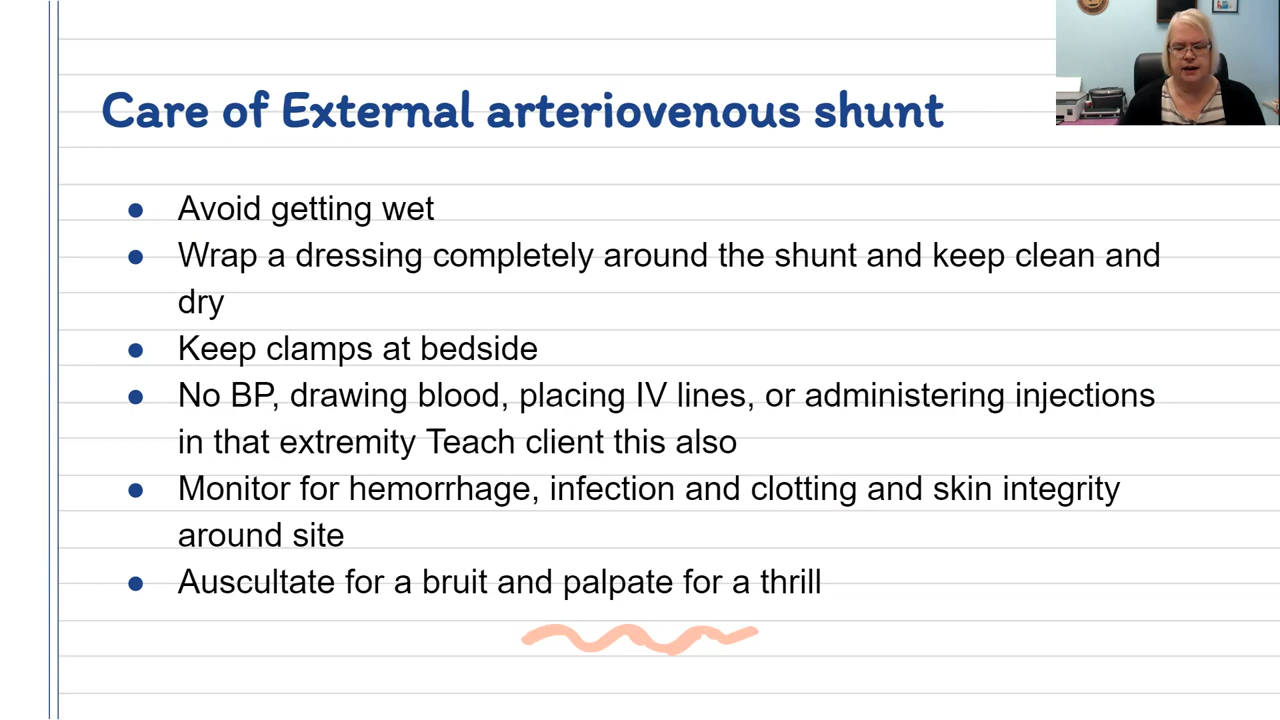 Care of External arteriovenous shunt
● Avoid getting wet
● Wrap a dressing completely around the shunt and keep clean and
dry
● Keep clamps at bedside
● No BP, drawing blood, placing IV lines, or administering injections
in that extremity Teach client this also
● Monitor for hemorrhage, infection and clotting and skin integrity
around site
● Auscultate for a bruit and palpate for a thrill